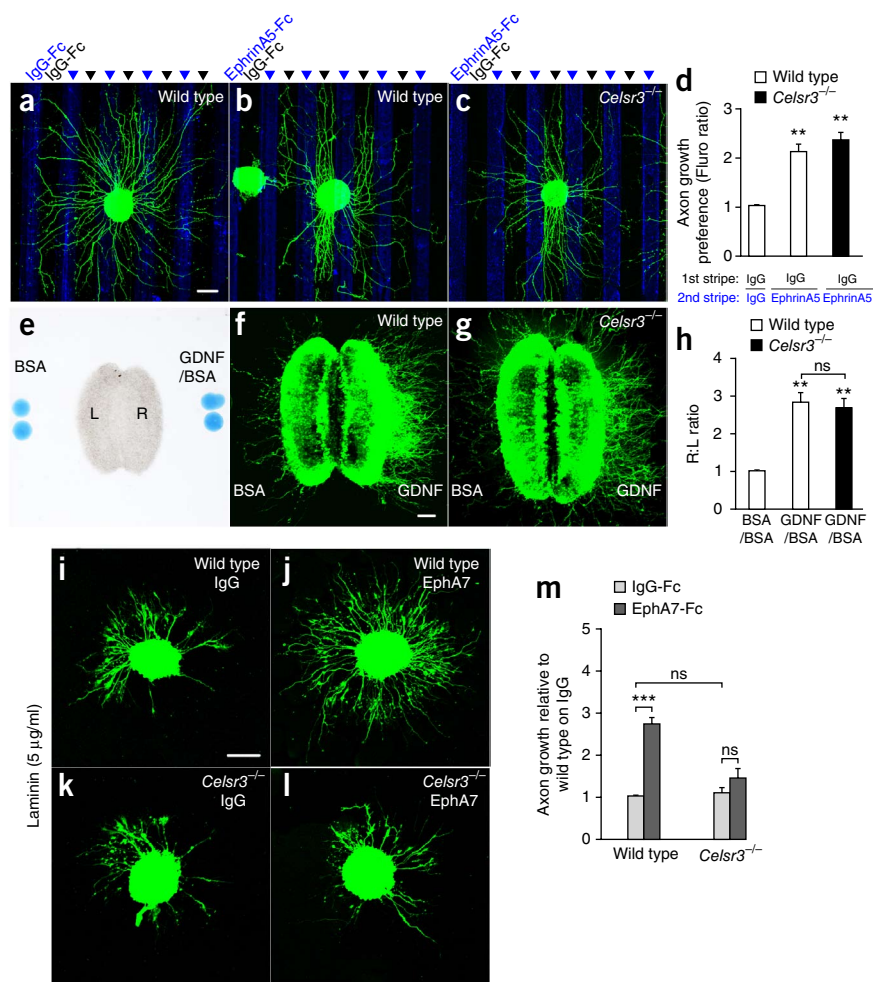 IgG-Fc
IgG-Fc
EphrinA5-Fc
IgG-Fc
EphrinA5-Fc
IgG-Fc
a
Wild type
b
Wild type
c
Celsr3–/–
d
Wild type
Celsr3–/–
Axon growth
preference (Fluro ratio)
3
2
1
0
**
**
1st stripe: IgG IgG IgG
2nd stripe: IgG EphrinA5 EphrinA5
e
BSA
GDNF
/BSA
L
R
f
Wild type
BSA
GDNF
g
Celsr3–/–
BSA
GDNF
h
Wild type
Celsr3–/–
R:L ratio
4
3
2
1
0
ns
**
**
BSA
/BSA
GDNF
/BSA
GDNF
/BSA
Laminin (5 μg/ml)
i
Wild type
IgG
j
Wild type
EphA7
k
Celsr3–/–
IgG
l
Celsr3–/–
EphA7
m
IgG-Fc
EphA7-Fc
Axon growth relative to
wild type on IgG
5
4
3
2
1
0
ns
***
ns
Wild type
Celsr3–/–